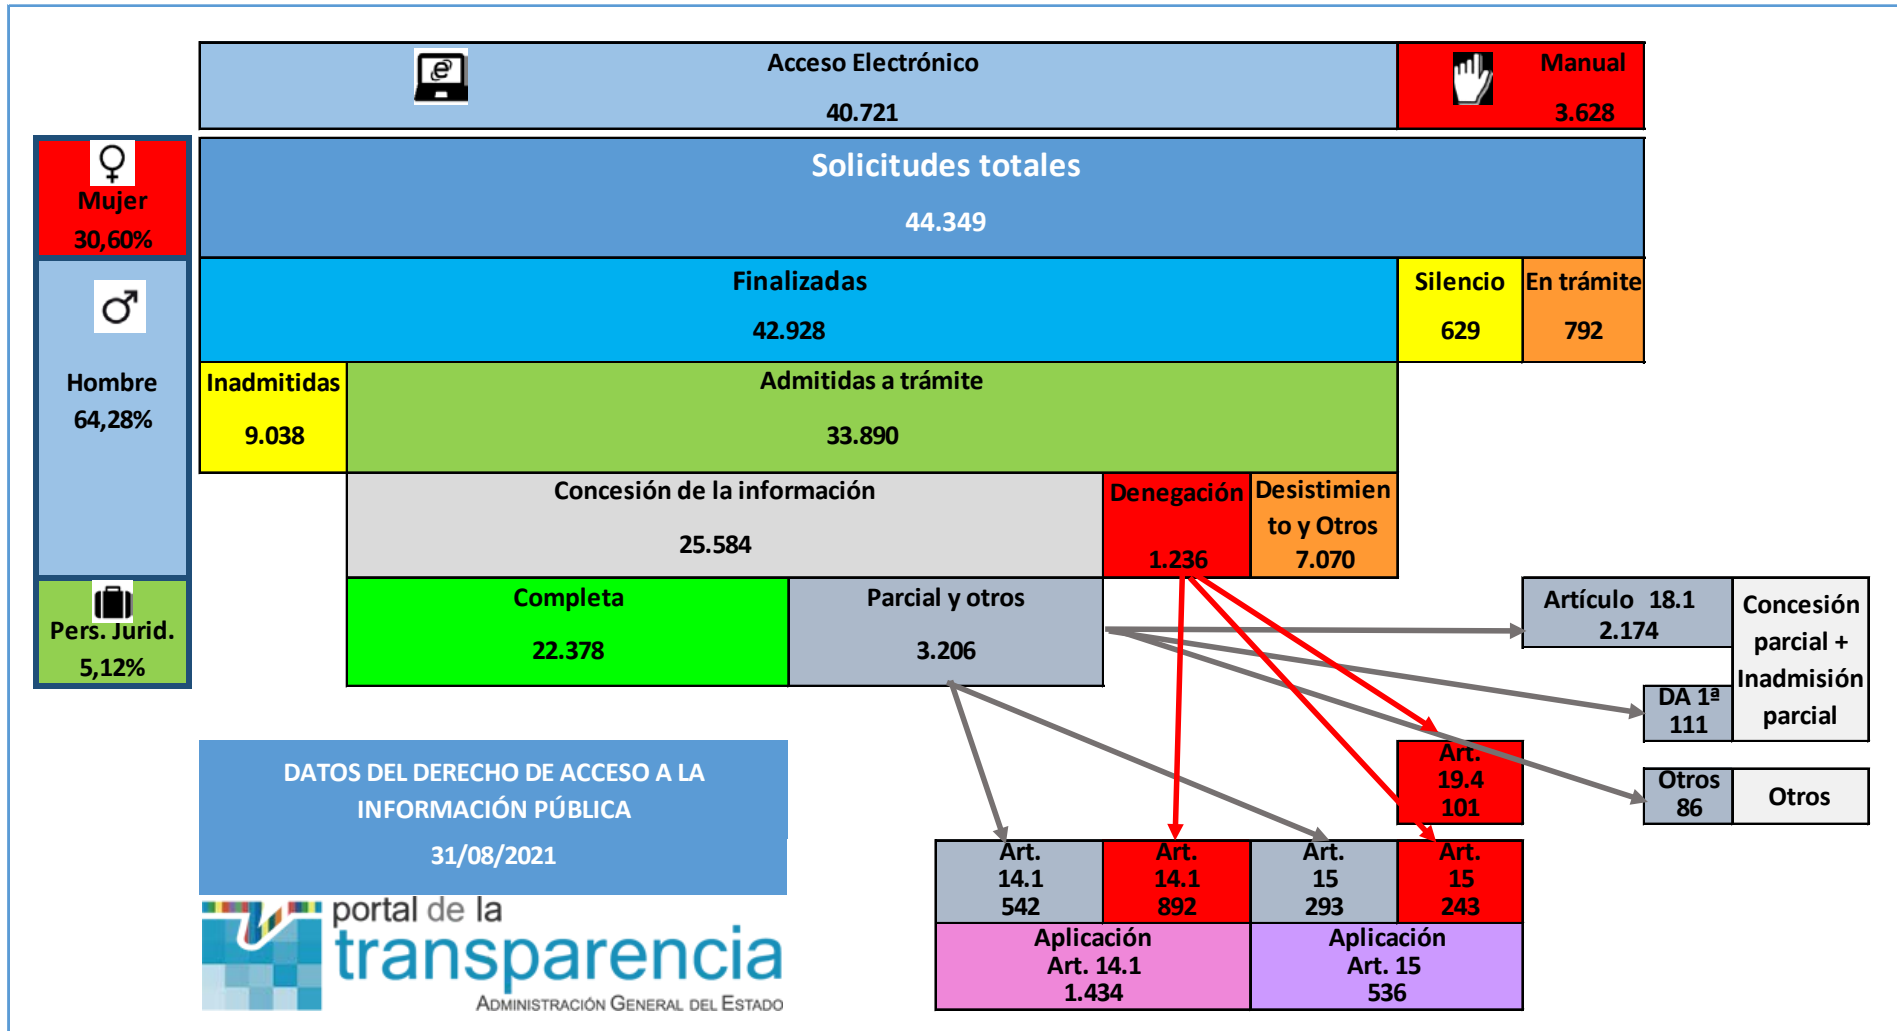 Acceso Electrónico
40.721
Manual
3.628
Mujer
30,60%
Solicitudes totales
44.349
Hombre
64,28%
Finalizadas
42.928
Silencio
629
En trámite
792
Inadmitidas
9.038
Admitidas a trámite
33.890
Concesión de la información
25.584
Denegación
1.236
Desistimien
to y Otros
7.070
Pers. Jurid.
5,12%
Completa
22.378
Parcial y otros
3.206
Artículo 18.1
2.174
Concesión
parcial +
Inadmisión
parcial
DA 1ª
111
Otros
86
Otros
Art.
19.4
101
DATOS DEL DERECHO DE ACCESO A LA
INFORMACIÓN PÚBLICA
31/08/2021
Art.
14.1
542
Art.
14.1
892
Art.
15
293
Art.
15
243
Aplicación
Art. 14.1
1.434
Aplicación
Art. 15
536
portal de la
transparencia
ADMINISTRACIÓN GENERAL DEL ESTADO